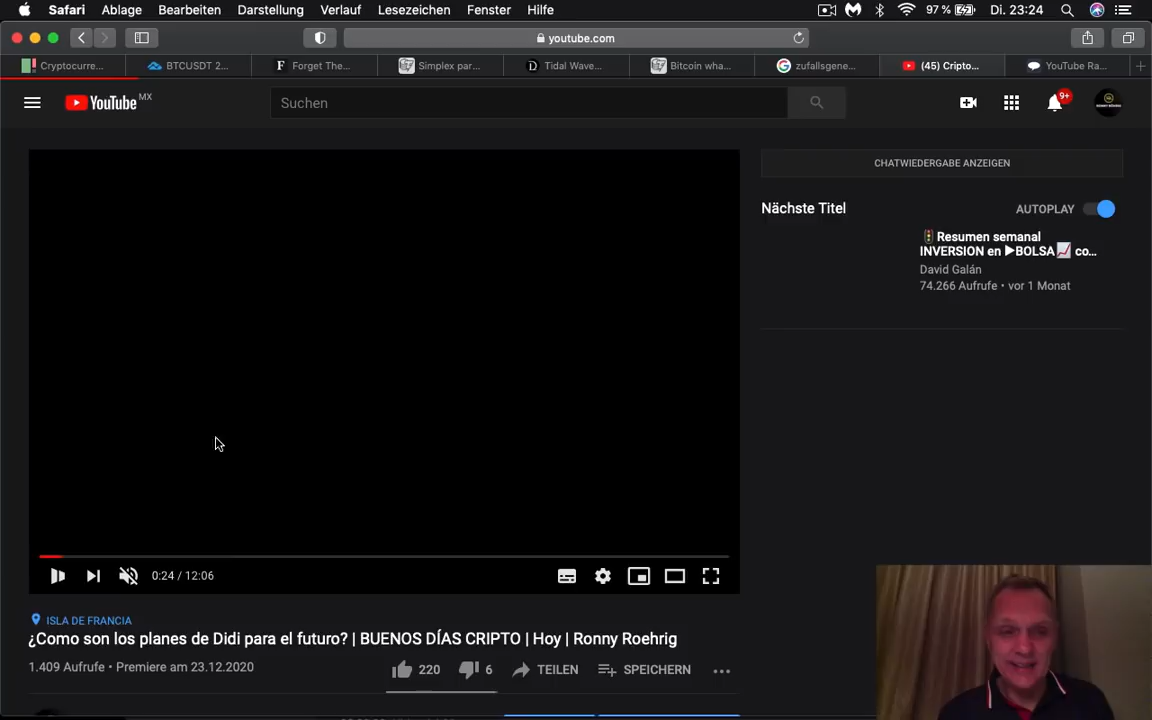 Safari Ablage Bearbeiten Darstellung Verlauf Lesezeichen Fenster Hilfe 97 % Di. 23:24
youtube.com
Cryptocurre... BTCUSDT 2... Forget The... Simplex par... Tidal Wave... Bitcoin wha... zufallsgene... (45) Cripto... YouTube Ra...
YouTube MX Suchen 9+
CHATWIEDERGABE ANZEIGEN
Nächste Titel AUTOPLAY
Resumen semanal
INVERSION en ▶BOLSA📈 co...
David Galán
74.266 Aufrufe • vor 1 Monat
0:24 / 12:06
ISLA DE FRANCIA
¿Como son los planes de Didi para el futuro? | BUENOS DÍAS CRIPTO | Hoy | Ronny Roehrig
1.409 Aufrufe • Premiere am 23.12.2020 220 6 TEILEN SPEICHERN